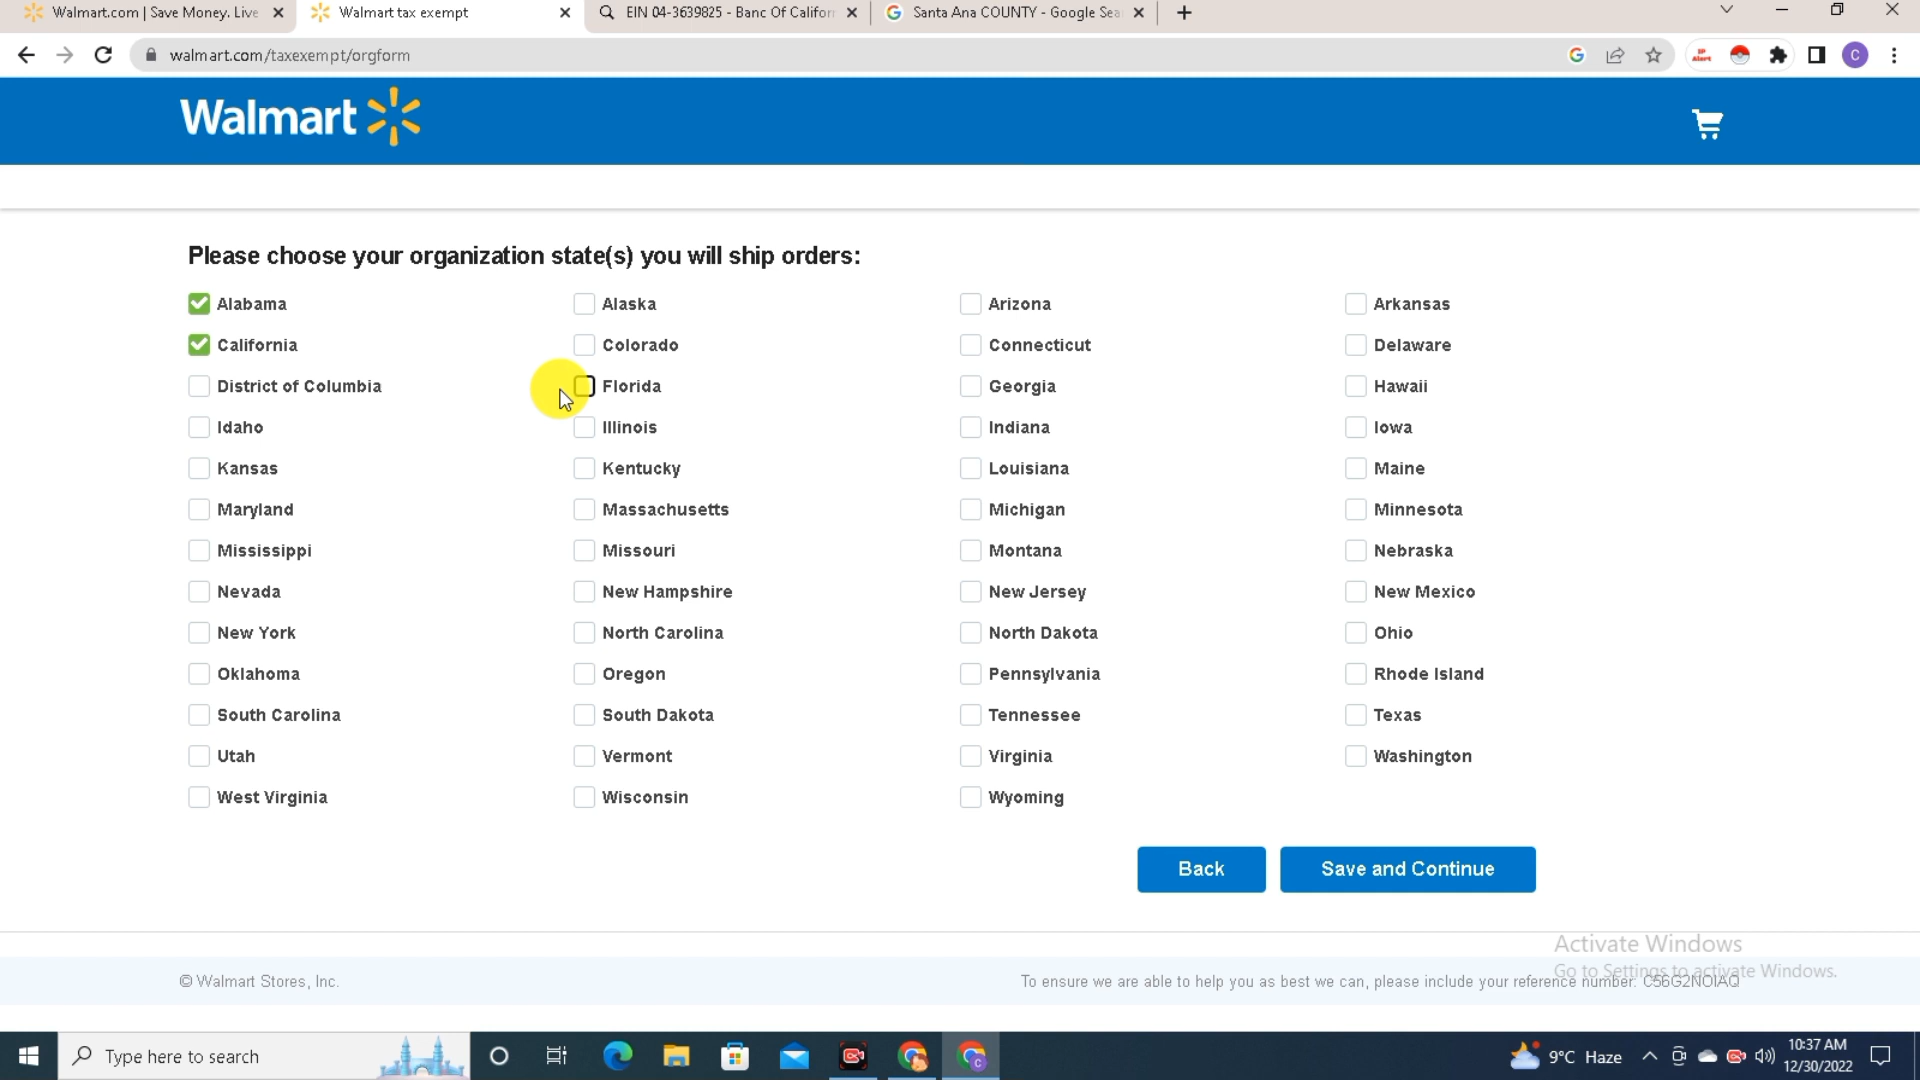 Walmart.com | Save Money. Live
Walmart tax exempt
EIN 04-3639825 - Banc Of Califor
Santa Ana COUNTY - Google Sea
walmart.com/taxexempt/orgform
IP Alert
C
Walmart
Please choose your organization state(s) you will ship orders:
Alabama Alaska Arizona Arkansas
California Colorado Connecticut Delaware
District of Columbia Florida Georgia Hawaii
Idaho Illinois Indiana Iowa
Kansas Kentucky Louisiana Maine
Maryland Massachusetts Michigan Minnesota
Mississippi Missouri Montana Nebraska
Nevada New Hampshire New Jersey New Mexico
New York North Carolina North Dakota Ohio
Oklahoma Oregon Pennsylvania Rhode Island
South Carolina South Dakota Tennessee Texas
Utah Vermont Virginia Washington
West Virginia Wisconsin Wyoming
Back Save and Continue
Activate Windows
Go to Settings to activate Windows.
© Walmart Stores, Inc.
To ensure we are able to help you as best we can, please include your reference number: C56G2NOIAQ
Type here to search
9°C Haze
10:37 AM
12/30/2022